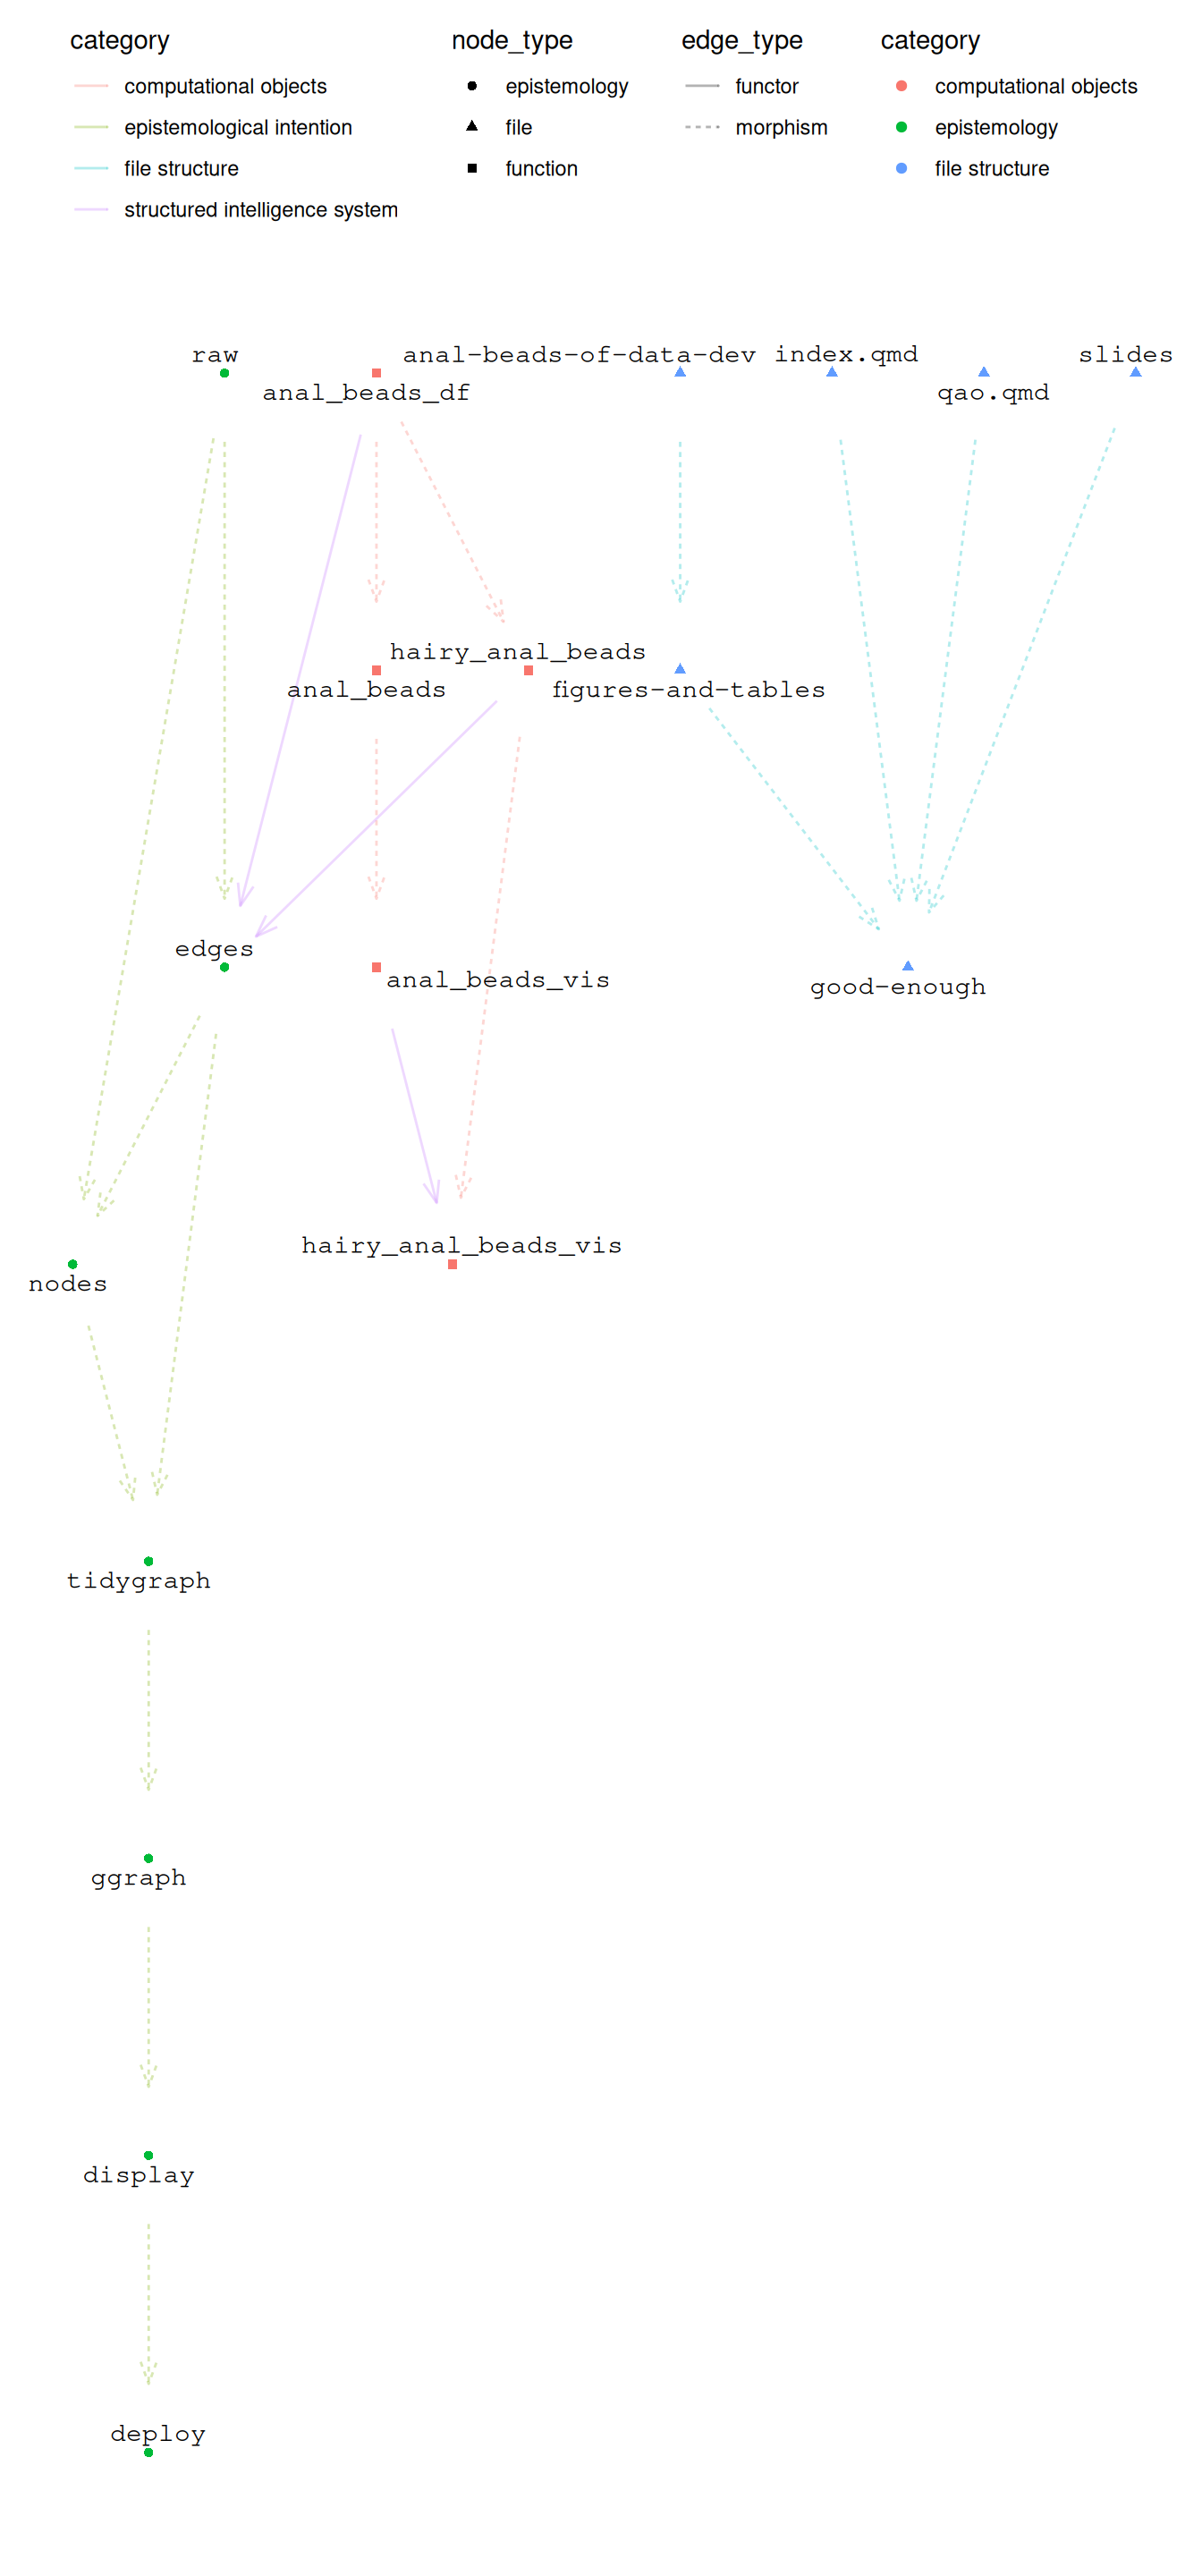 category node_type edge_type category
computational objects epistemology functor computational objects
epistemological intention file morphism epistemology
file structure function file structure
structured intelligence system
raw anal-beads-of-data-dev index.qmd slides
anal_beads_df qao.qmd
hairy_anal_beads
anal_beads figures-and-tables
edges
anal_beads_vis good-enough
hairy_anal_beads_vis
nodes
tidygraph
ggraph
display
deploy